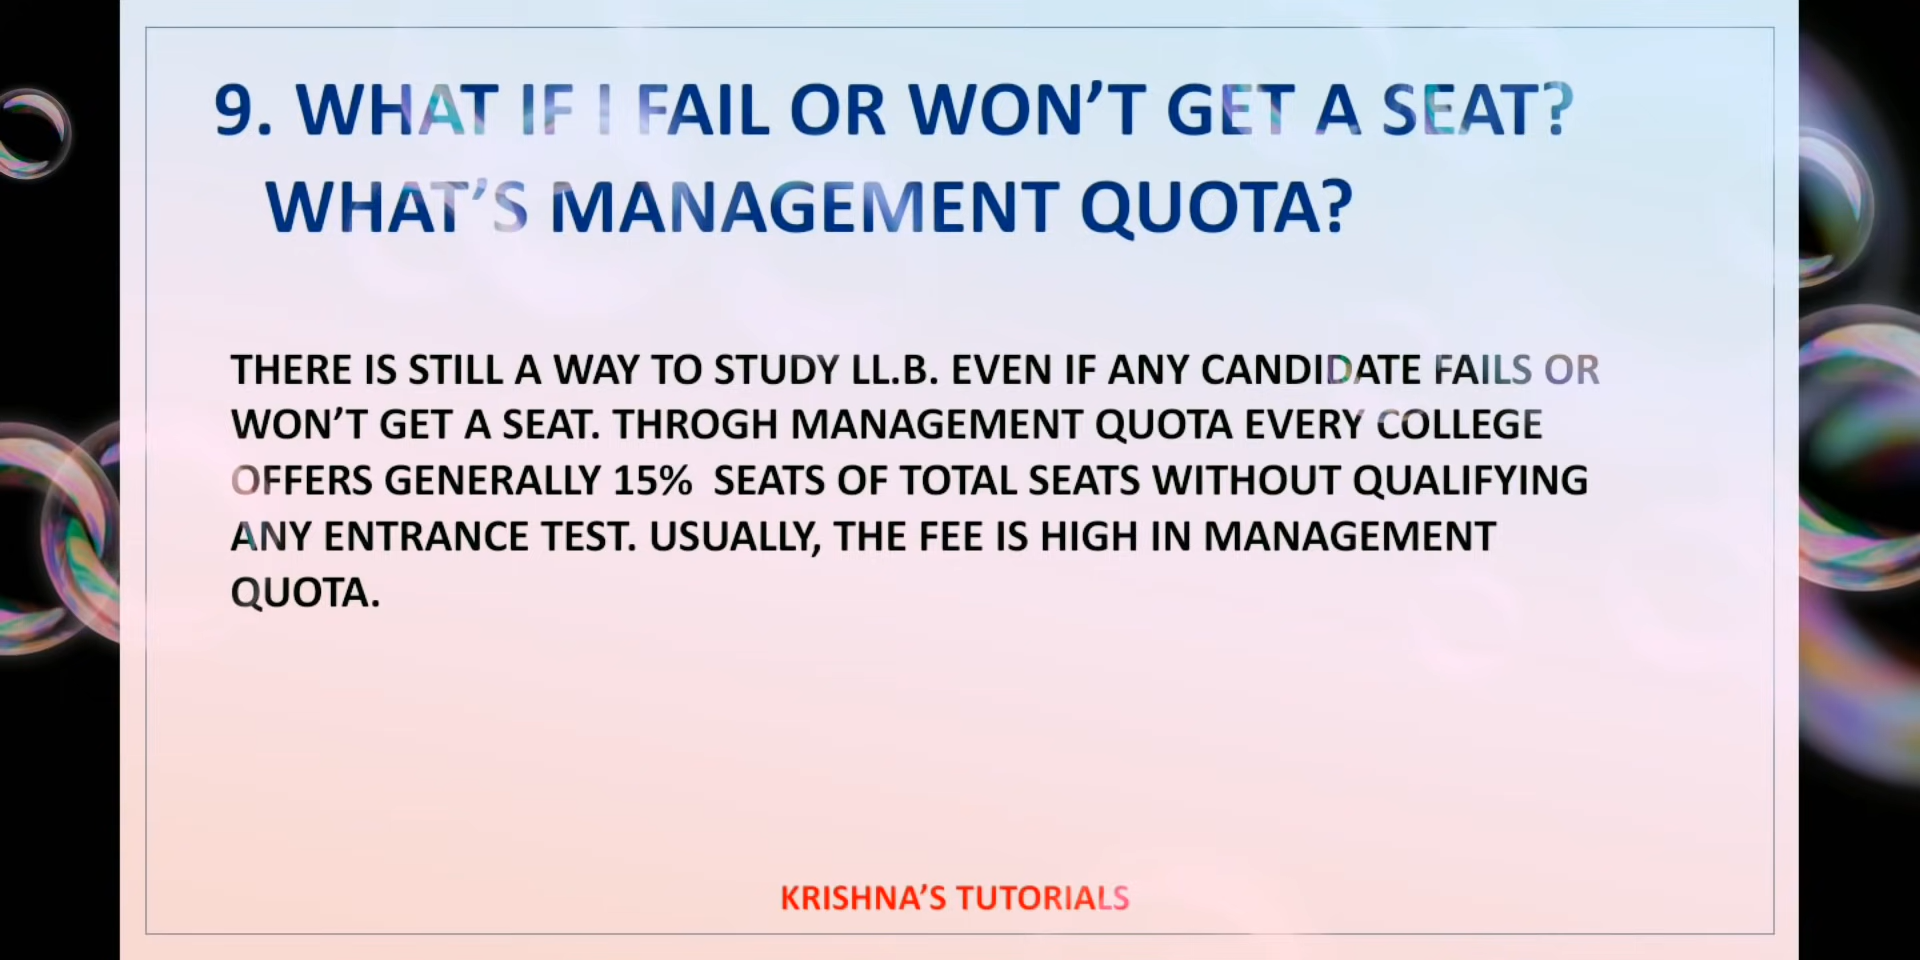 9. WHAT IF I FAIL OR WON’T GET A SEAT?
WHAT’S MANAGEMENT QUOTA?
THERE IS STILL A WAY TO STUDY LL.B. EVEN IF ANY CANDIDATE FAILS OR
WON’T GET A SEAT. THROGH MANAGEMENT QUOTA EVERY COLLEGE
OFFERS GENERALLY 15%  SEATS OF TOTAL SEATS WITHOUT QUALIFYING
ANY ENTRANCE TEST. USUALLY, THE FEE IS HIGH IN MANAGEMENT
QUOTA.
KRISHNA’S TUTORIALS